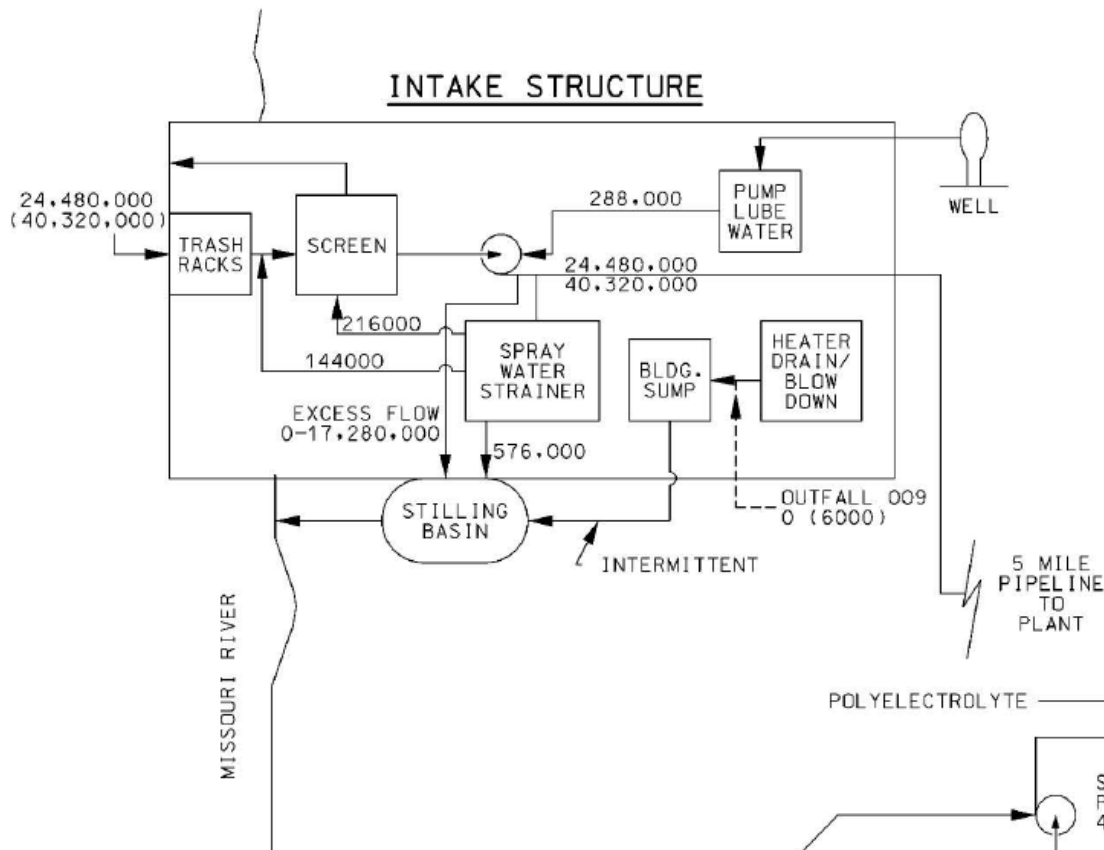 INTAKE STRUCTURE
24.480.000
(40,320,000)
TRASH
RACKS
SCREEN
288.000
PUMP
LUBE
WATER
WELL
24.480.000
40.320.000
216000
144000
SPRAY
WATER
STRAINER
BLDG.
SUMP
HEATER
DRAIN/
BLOW
DOWN
EXCESS FLOW
0-17,280,000
576.000
STILLING
BASIN
OUTFALL 009
0 (6000)
INTERMITTENT
5 MILE
PIPELINE
TO
PLANT
MISSOURI RIVER
POLYELECTROLYTE
S
4